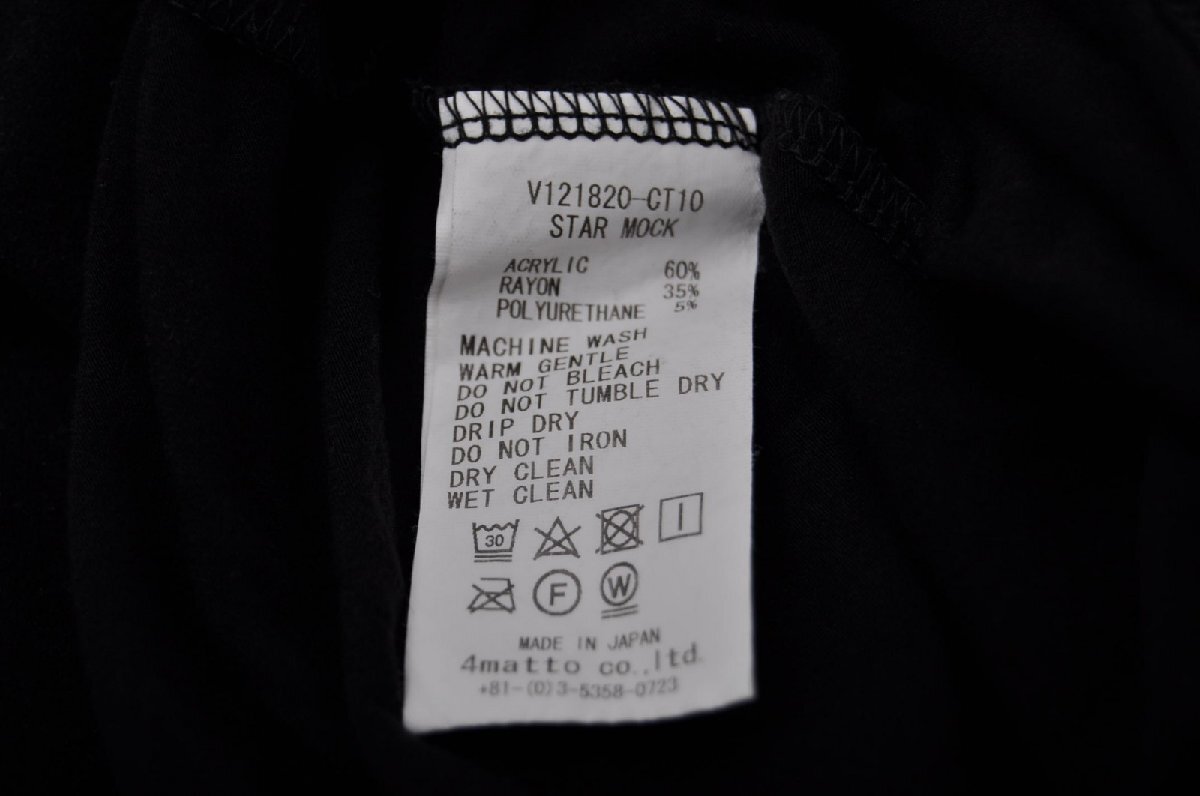 V121820-CT10
STAR MOCK
ACRYLIC 60%
RAYON 35%
POLYURETHANE 5%
MACHINE WASH
WARM GENTLE
DO NOT BLEACH
DO NOT TUMBLE DRY
DRIP DRY
DO NOT IRON
DRY CLEAN
WET CLEAN
30
F W
MADE IN JAPAN
4matto co.,ltd.
+81-(0)3-5358-0723